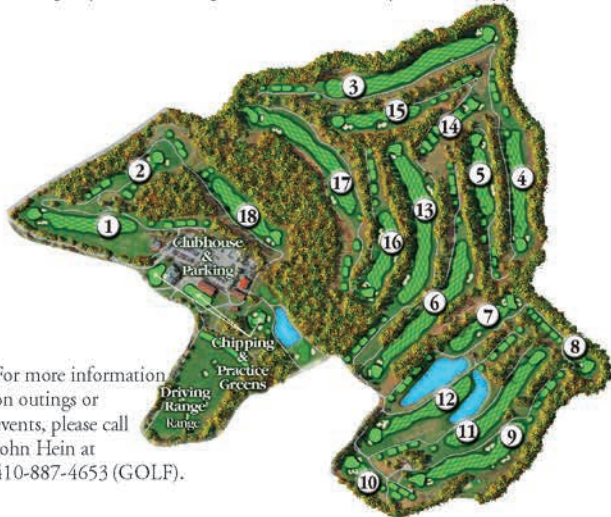 3
15
14
2
17
5
4
1
18
13
16
Clubhouse
&
Parking
6
7
Chipping
&
Practice
Greens
8
Driving
Range
Range
12
11
9
10
For more information
on outings or
events, please call
John Hein at
410-887-4653 (GOLF).